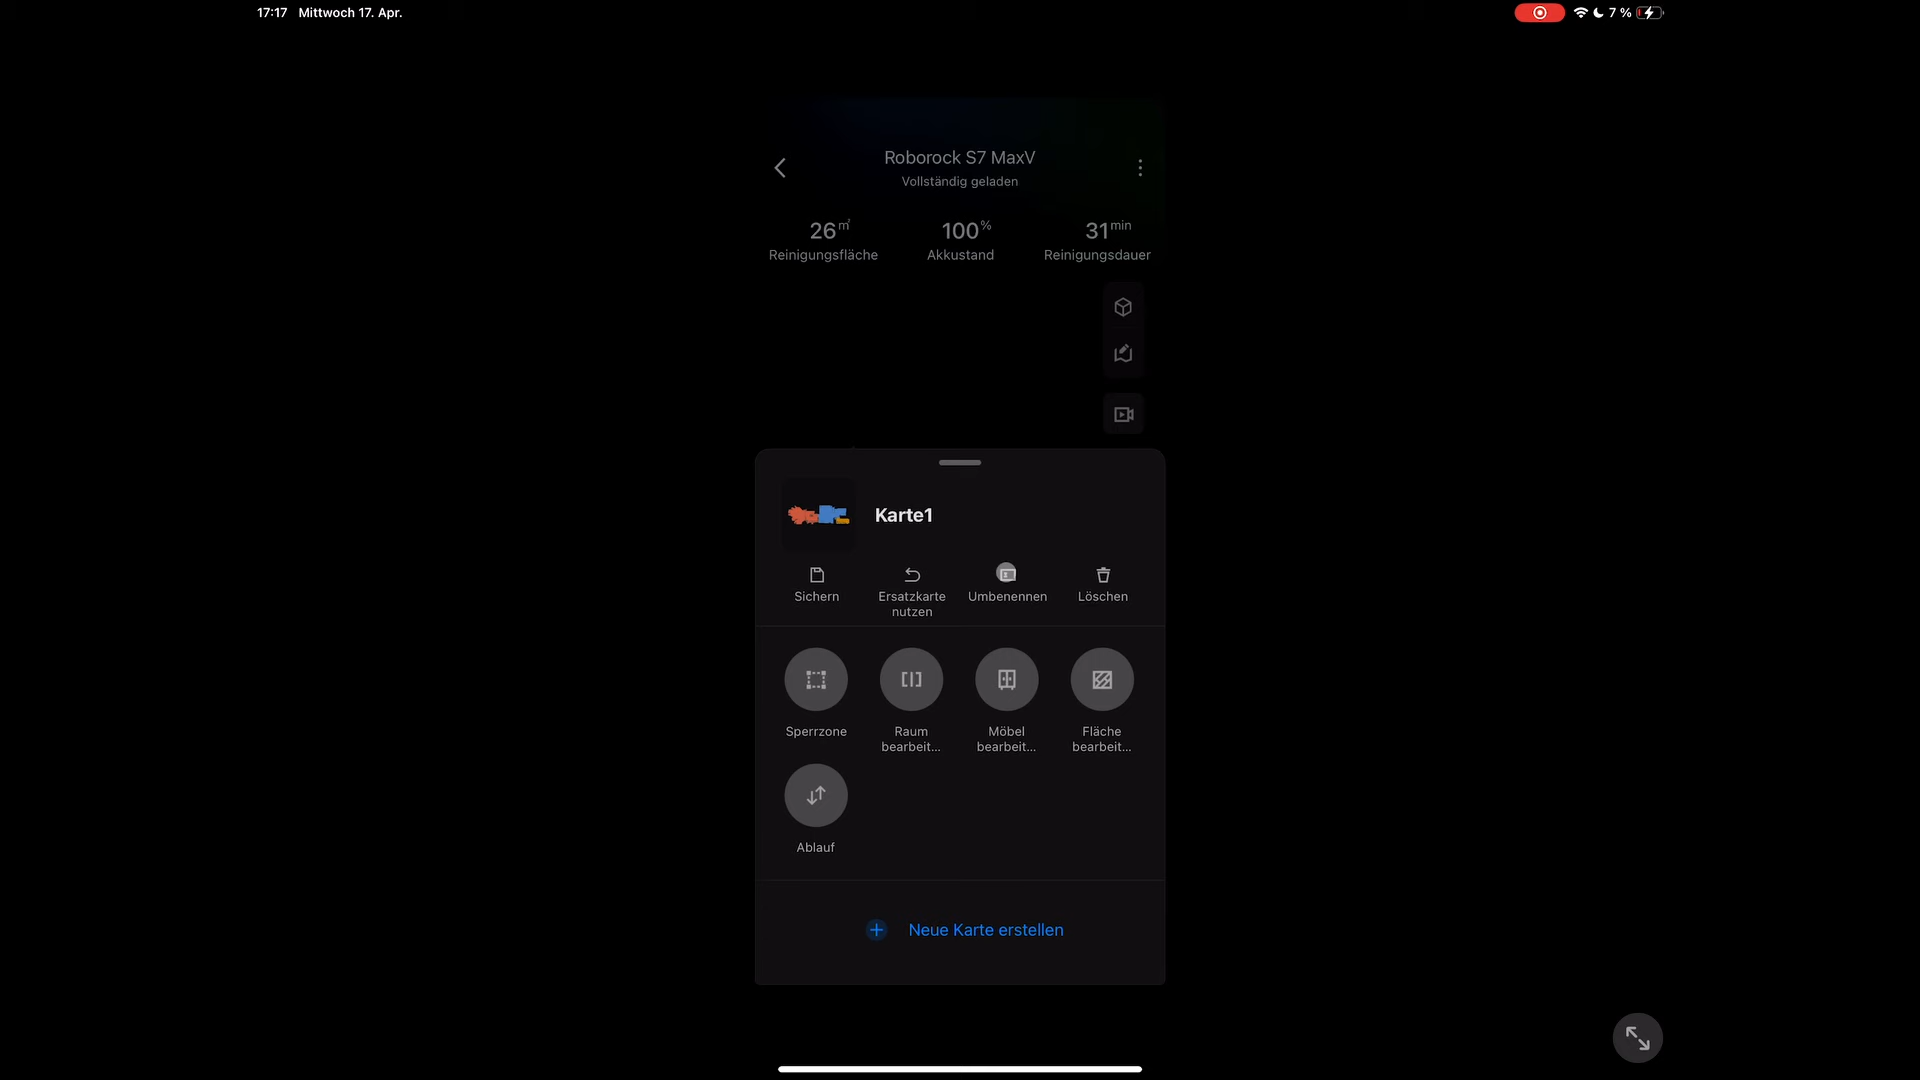 17:17 Mittwoch 17. Apr.
7 %
Roborock S7 MaxV
Vollständig geladen
26 ㎡ 100 % 31 min
Reinigungsfläche Akkustand Reinigungsdauer
Karte1
Sichern Ersatzkarte nutzen Umbenennen Löschen
Sperrzone Raum bearbeit... Möbel bearbeit... Fläche bearbeit...
Ablauf
Neue Karte erstellen